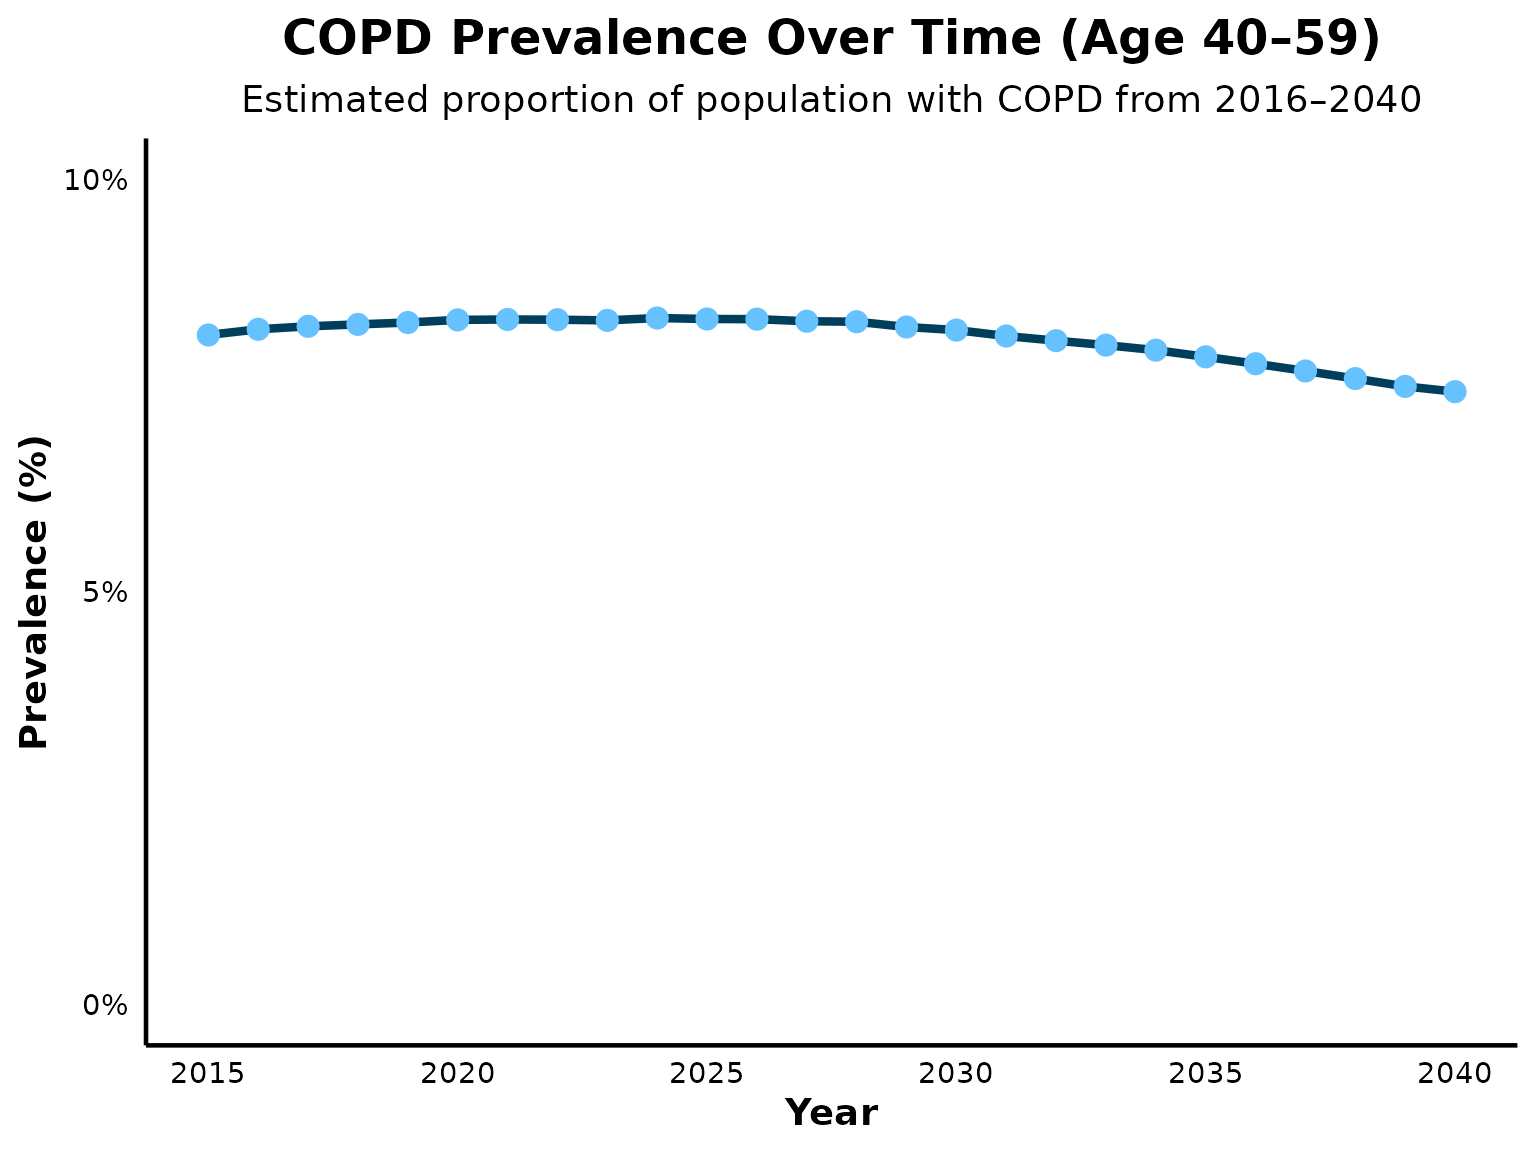 COPD Prevalence Over Time (Age 40–59)
Estimated proportion of population with COPD from 2016–2040
Prevalence (%)
10%
5%
0%
2015 2020 2025 2030 2035 2040
Year